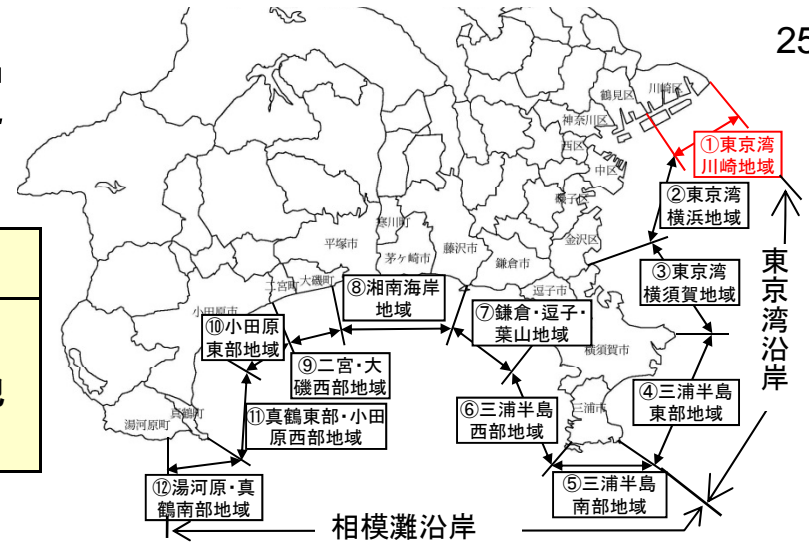 25
鶴見区
川崎区
神奈川区
西区
中区
磯子区
金沢区
①東京湾
川崎地域
②東京湾
横浜地域
③東京湾
横須賀地域
東京湾沿岸
寒川町
平塚市
茅ヶ崎市
藤沢市
鎌倉市
逗子市
二宮町
大磯町
小田原市
⑧湘南海岸
地域
⑦鎌倉・逗子・
葉山地域
横須賀市
⑩小田原
東部地域
⑨二宮・大
磯西部地域
④三浦半島
東部地域
三浦市
⑥三浦半島
西部地域
真鶴町
湯河原町
⑪真鶴東部・小田
原西部地域
⑫湯河原・真
鶴南部地域
⑤三浦半島
南部地域
相模灘沿岸